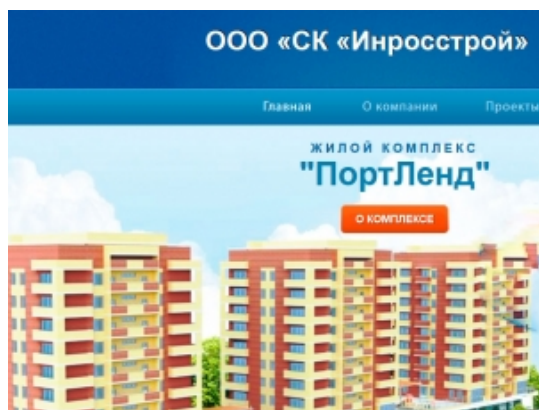 ООО «СК «Инросстрой»
Главная О компании Проекты
ЖИЛОЙ КОМПЛЕКС
"ПортЛенд"
О КОМПЛЕКСЕ